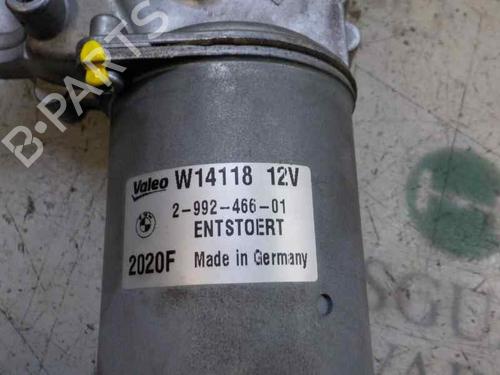 B-PARTS
Valeo W14118 12V
2-992-466-01
ENTSTOERT
2020F Made in Germany